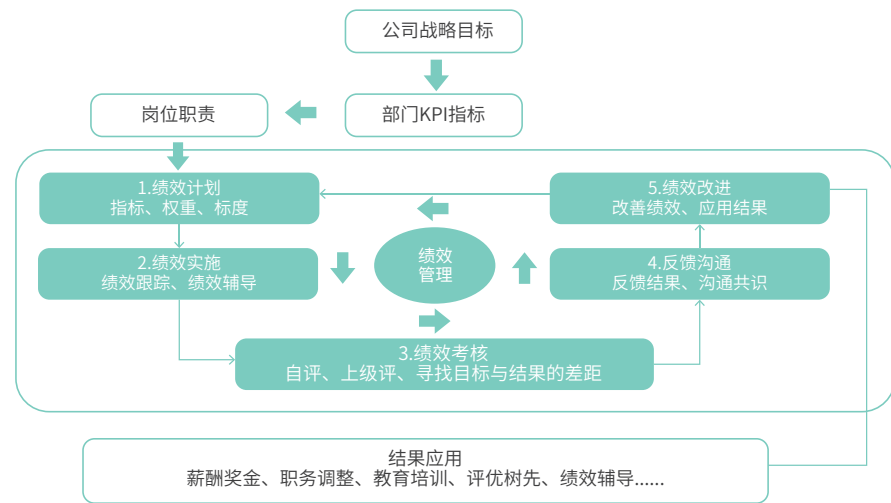 公司战略目标
岗位职责
部门KPI指标
1.绩效计划
指标、权重、标度
5.绩效改进
改善绩效、应用结果
绩效
管理
2.绩效实施
绩效跟踪、绩效辅导
4.反馈沟通
反馈结果、沟通共识
3.绩效考核
自评、上级评、寻找目标与结果的差距
结果应用
薪酬奖金、职务调整、教育培训、评优树先、绩效辅导......